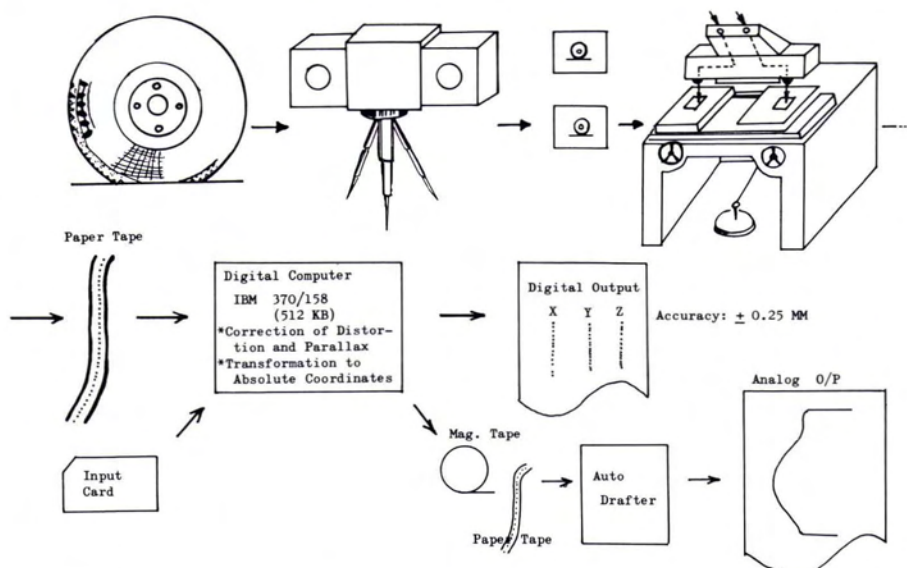 Paper Tape
Digital Computer
IBM 370/158
(512 KB)
*Correction of Distor-
tion and Parallax
*Transformation to
Absolute Coordinates
Digital Output
X Y Z
Accuracy: ± 0.25 MM
Input
Card
Mag. Tape
Paper Tape
Auto
Drafter
Analog O/P